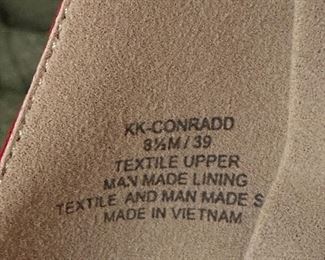 KK-CONRADD
8½M / 39
TEXTILE UPPER
MAN MADE LINING
TEXTILE AND MAN MADE S
MADE IN VIETNAM